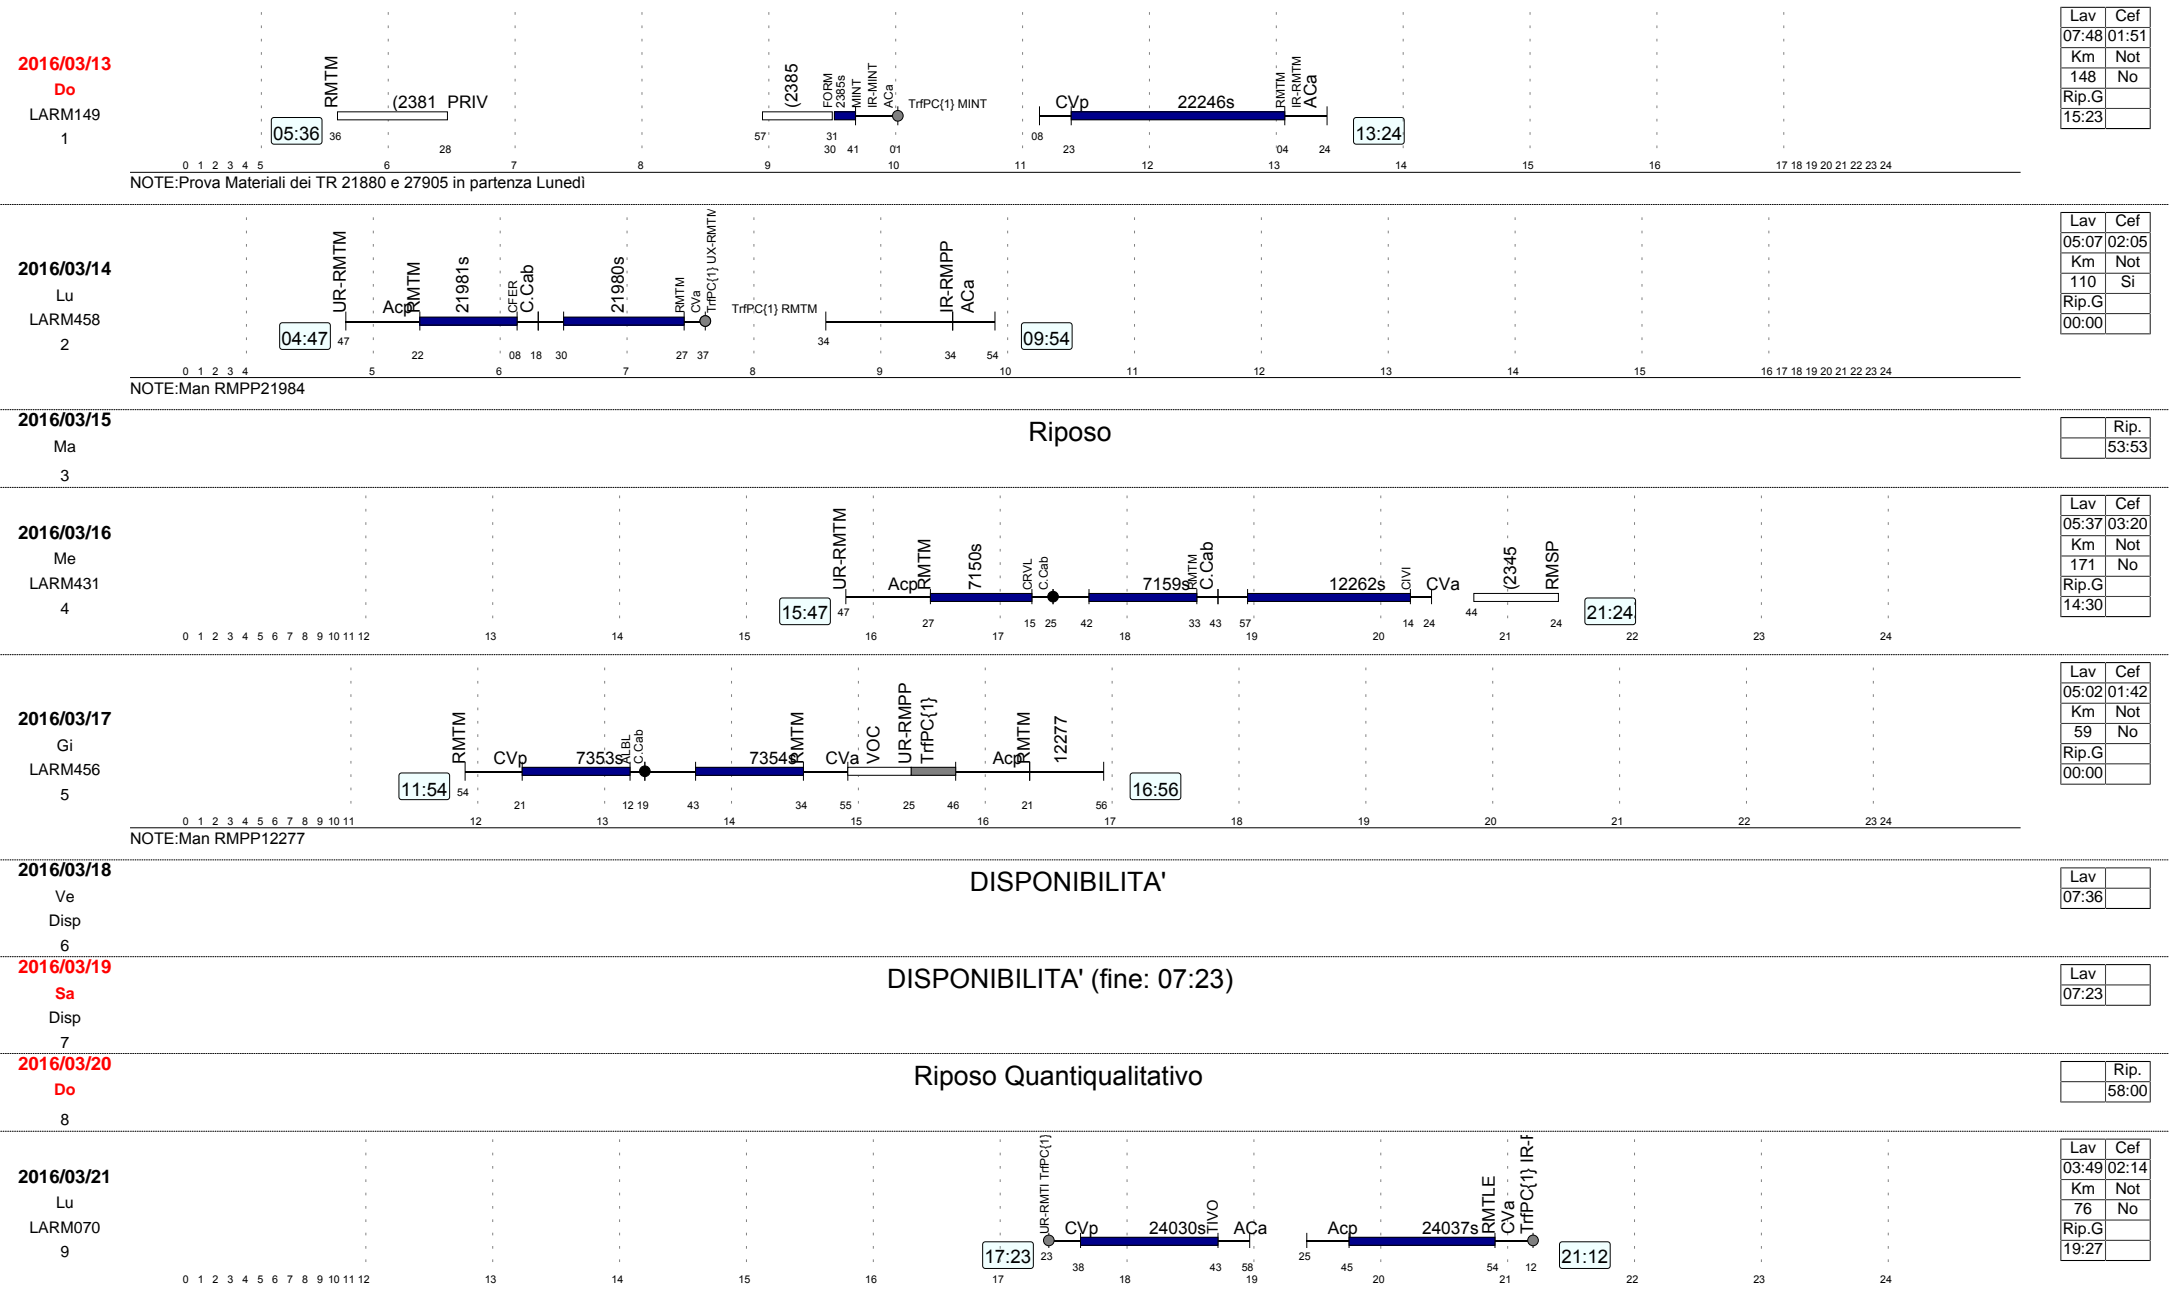 Lav Cef
07:48 01:51
Km Not
148 No
Rip.G
15:23
2016/03/13
Do
LARM149
1
05:36
RMTM
(2381 PRIV
(2385
FORM
2385s
MINT
IR-MINT
ACa
TrfPC{1} MINT
CVp
22246s
RMTM
IR-RMTM
ACa
13:24
36 28 57 31 30 41 01 08 23 04 24
0 1 2 3 4 5 6 7 8 9 10 11 12 13 14 15 16 17 18 19 20 21 22 23 24
NOTE:Prova Materiali dei TR 21880 e 27905 in partenza Lunedì
Lav Cef
05:07 02:05
Km Not
110 Si
Rip.G
00:00
2016/03/14
Lu
LARM458
2
04:47
UR-RMTM
Acp
RMTM
21981s
CFER
C.Cab
21980s
RMTM
CVa
TrfPC{1} UX-RMTM
TrfPC{1} RMTM
IR-RMPP
ACa
09:54
47 22 08 18 30 27 37 34 34 54
0 1 2 3 4 5 6 7 8 9 10 11 12 13 14 15 16 17 18 19 20 21 22 23 24
NOTE:Man RMPP21984
2016/03/15
Ma
3
Riposo
Rip.
53:53
Lav Cef
05:37 03:20
Km Not
171 No
Rip.G
14:30
2016/03/16
Me
LARM431
4
15:47
UR-RMTM
Acp
RMTM
7150s
CRVL
C.Cab
7159s
RMTM
C.Cab
12262s
CIVI
CVa
(2345
RMSP
21:24
47 27 15 25 42 33 43 57 14 24 44 24
0 1 2 3 4 5 6 7 8 9 10 11 12 13 14 15 16 17 18 19 20 21 22 23 24
Lav Cef
05:02 01:42
Km Not
59 No
Rip.G
00:00
2016/03/17
Gi
LARM456
5
11:54
RMTM
CVp
7353s
ALBL
C.Cab
7354s
RMTM
CVa
VOC
UR-RMPP
TrfPC{1}
Acp
RMTM
12277
16:56
54 21 12 19 43 34 55 25 46 21 56
0 1 2 3 4 5 6 7 8 9 10 11 12 13 14 15 16 17 18 19 20 21 22 23 24
NOTE:Man RMPP12277
2016/03/18
Ve
Disp
6
DISPONIBILITA'
Lav
07:36
2016/03/19
Sa
Disp
7
DISPONIBILITA' (fine: 07:23)
Lav
07:23
2016/03/20
Do
8
Riposo Quantiqualitativo
Rip.
58:00
Lav Cef
03:49 02:14
Km Not
76 No
Rip.G
19:27
2016/03/21
Lu
LARM070
9
17:23
UR-RMTI TrfPC{1}
CVp
24030s
TIVO
ACa
Acp
24037s
RMTLE
CVa
TrfPC{1} IR-
21:12
23 38 43 58 25 45 54 12
0 1 2 3 4 5 6 7 8 9 10 11 12 13 14 15 16 17 18 19 20 21 22 23 24